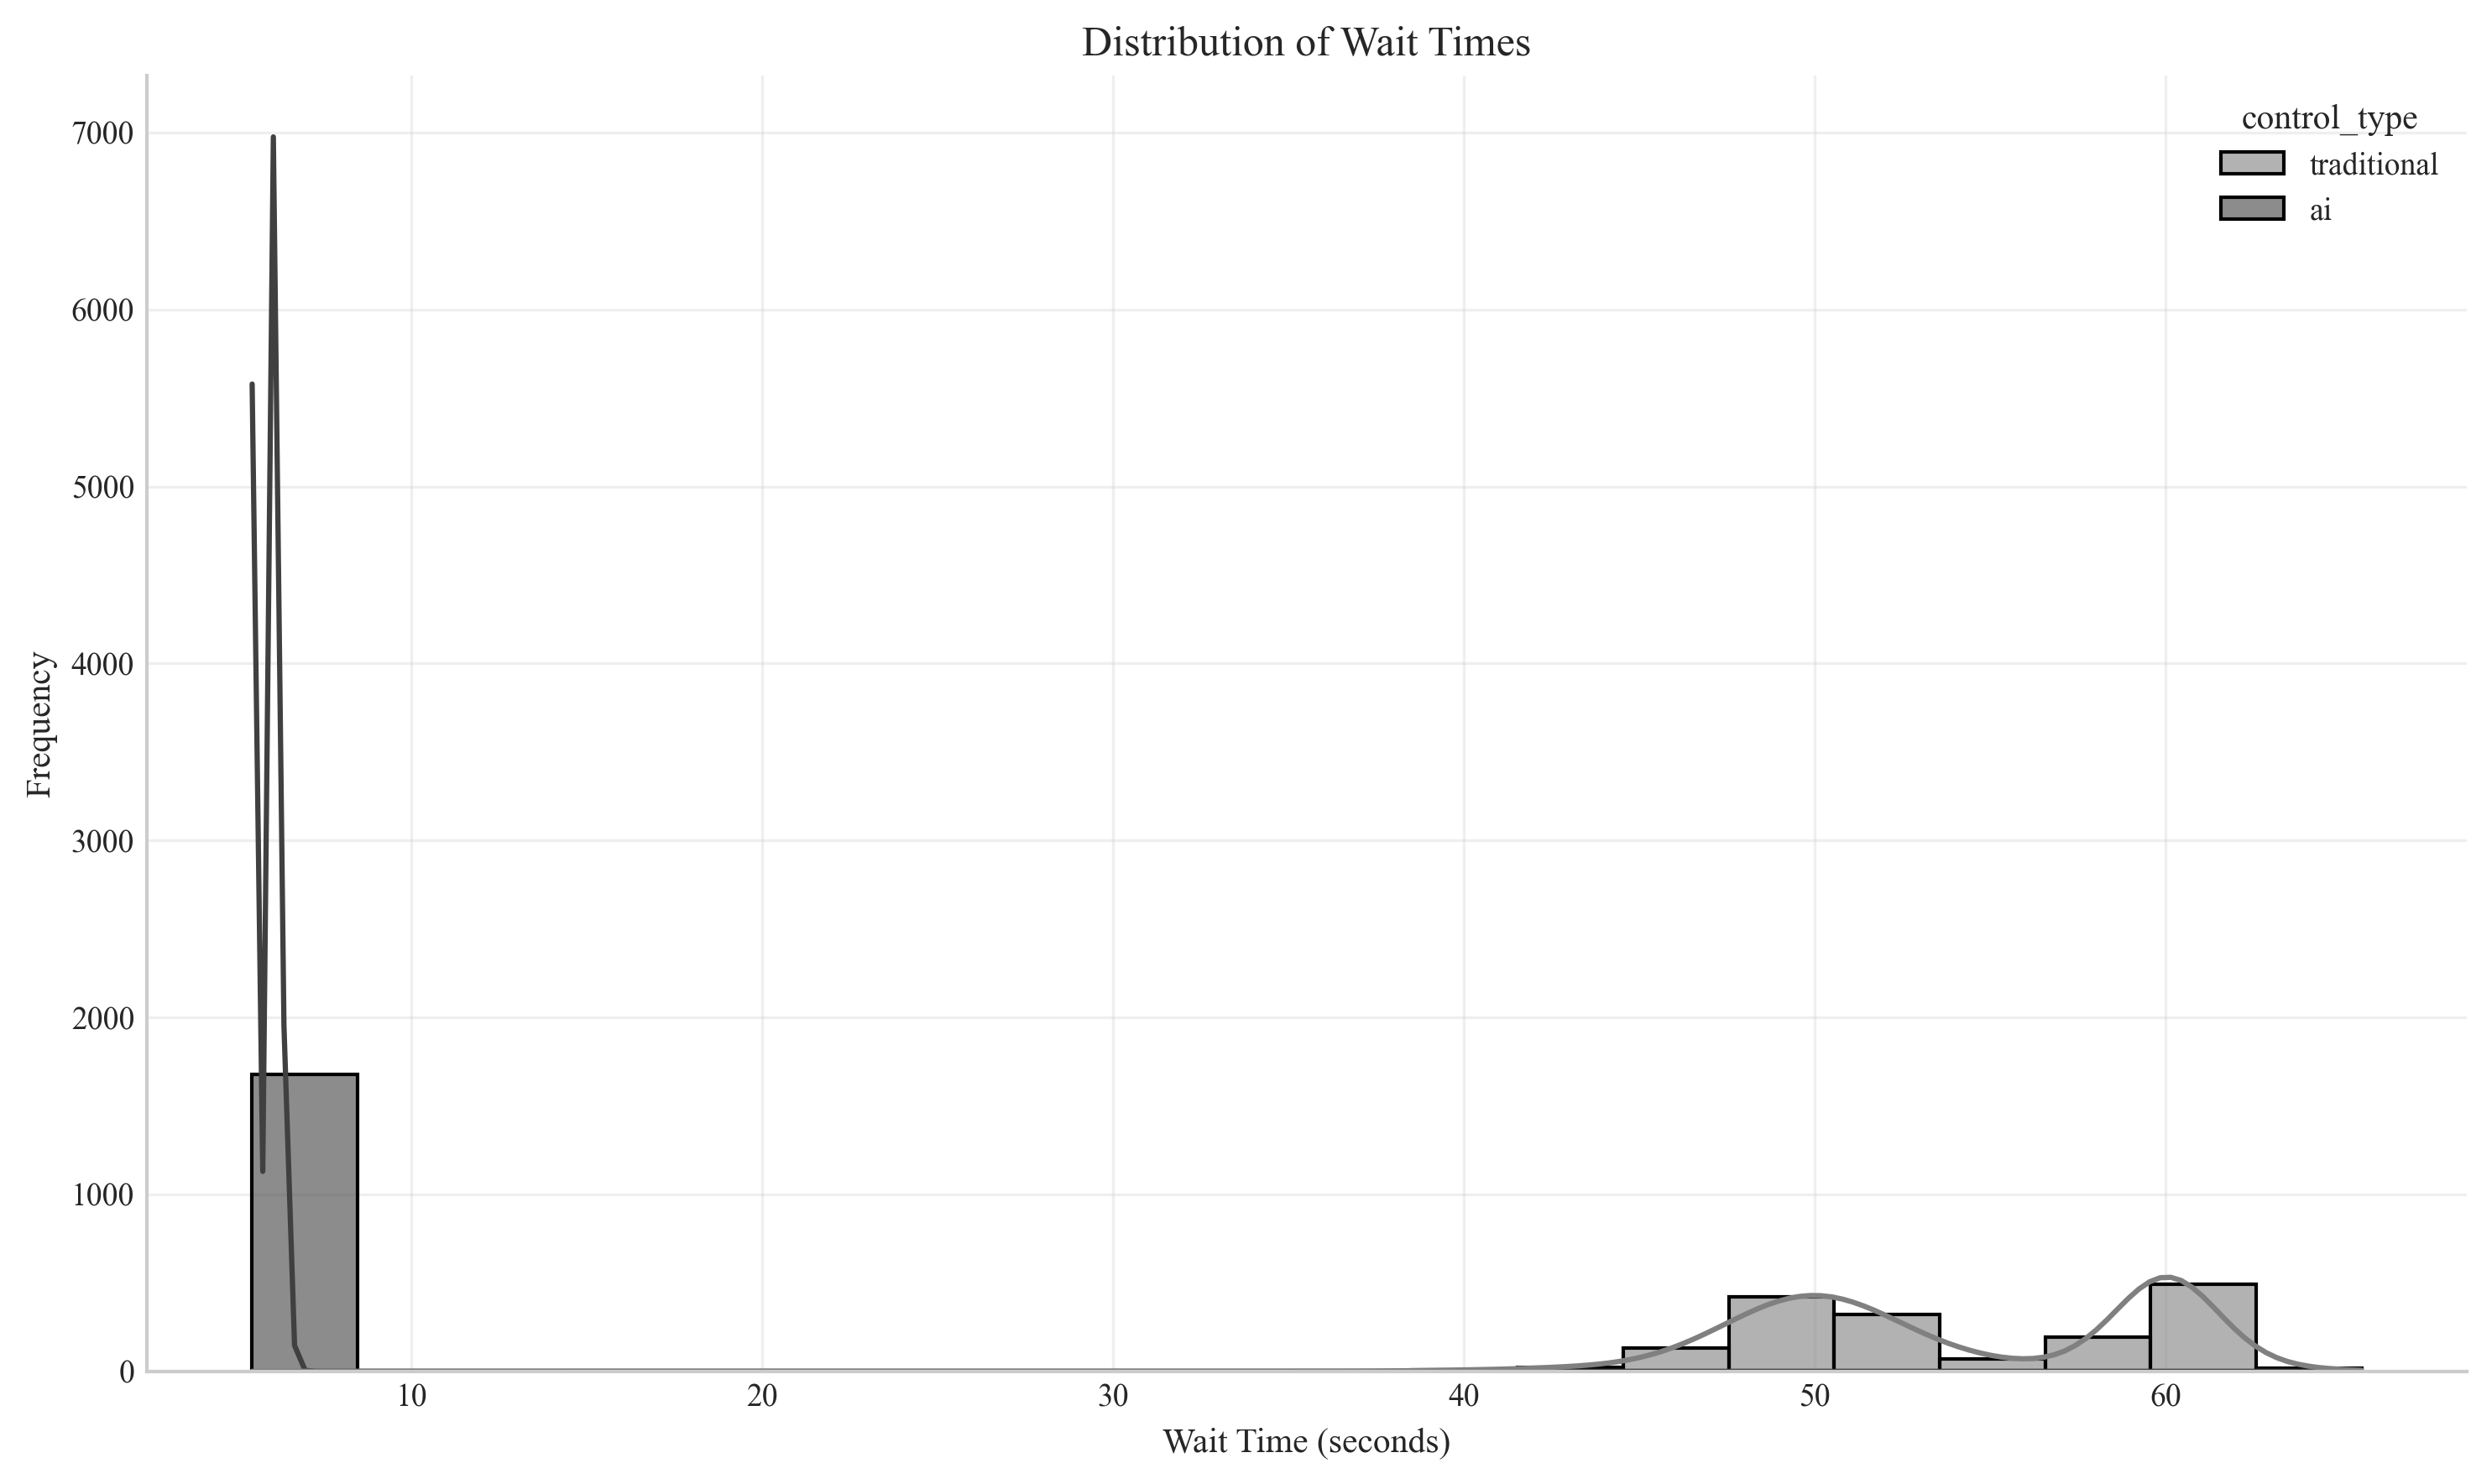 Distribution of Wait Times
control_type
traditional
ai
Frequency
7000
6000
5000
4000
3000
2000
1000
0
10 20 30 40 50 60
Wait Time (seconds)